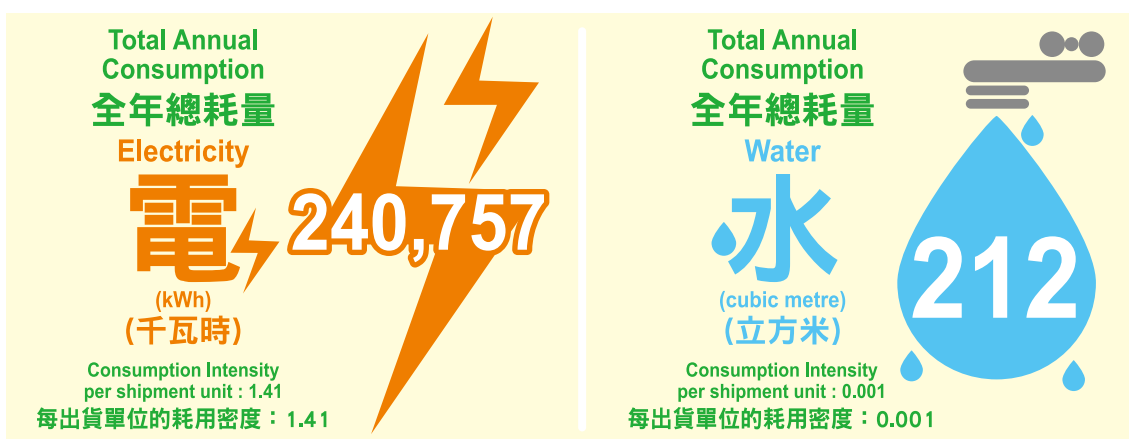 Total Annual
Consumption
全年總耗量
Electricity
電
240,757
(kWh)
(千瓦時)
Consumption Intensity
per shipment unit : 1.41
每出貨單位的耗用密度：1.41
Total Annual
Consumption
全年總耗量
Water
水
212
(cubic metre)
(立方米)
Consumption Intensity
per shipment unit : 0.001
每出貨單位的耗用密度：0.001